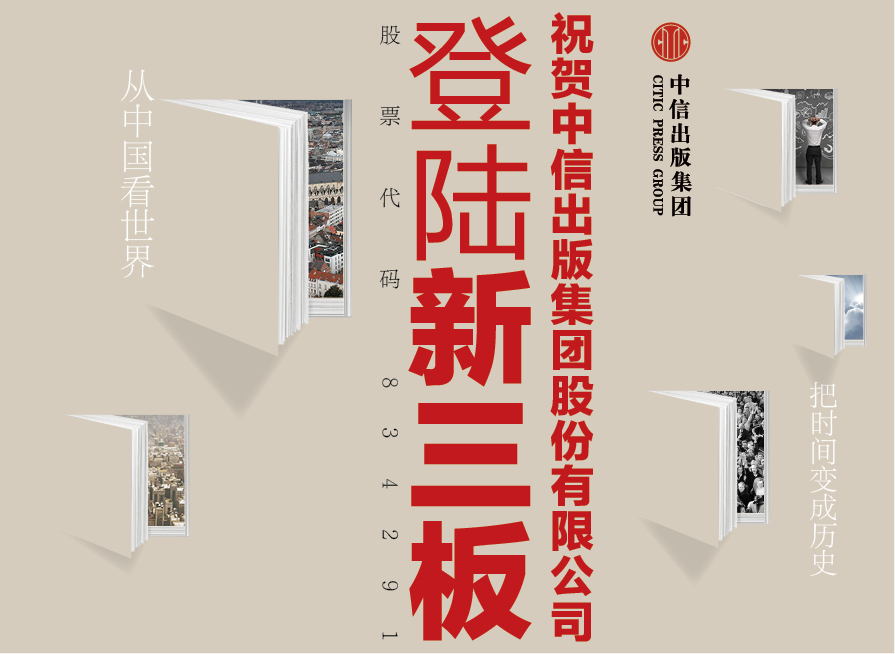 中信出版集团
CITIC PRESS GROUP
祝贺中信出版集团股份有限公司
登陆新三板
股票代码 834291
从中国看世界
把时间变成历史